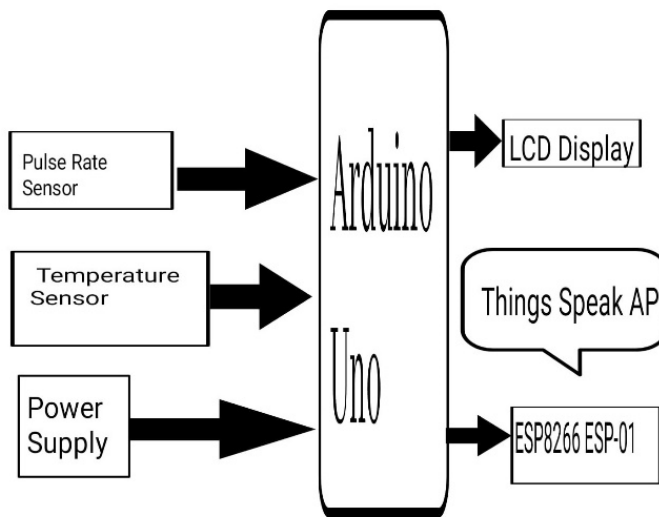 Pulse Rate
Sensor
Temperature
Sensor
Power
Supply
Arduino
Uno
LCD Display
Things Speak AP
ESP8266 ESP-01